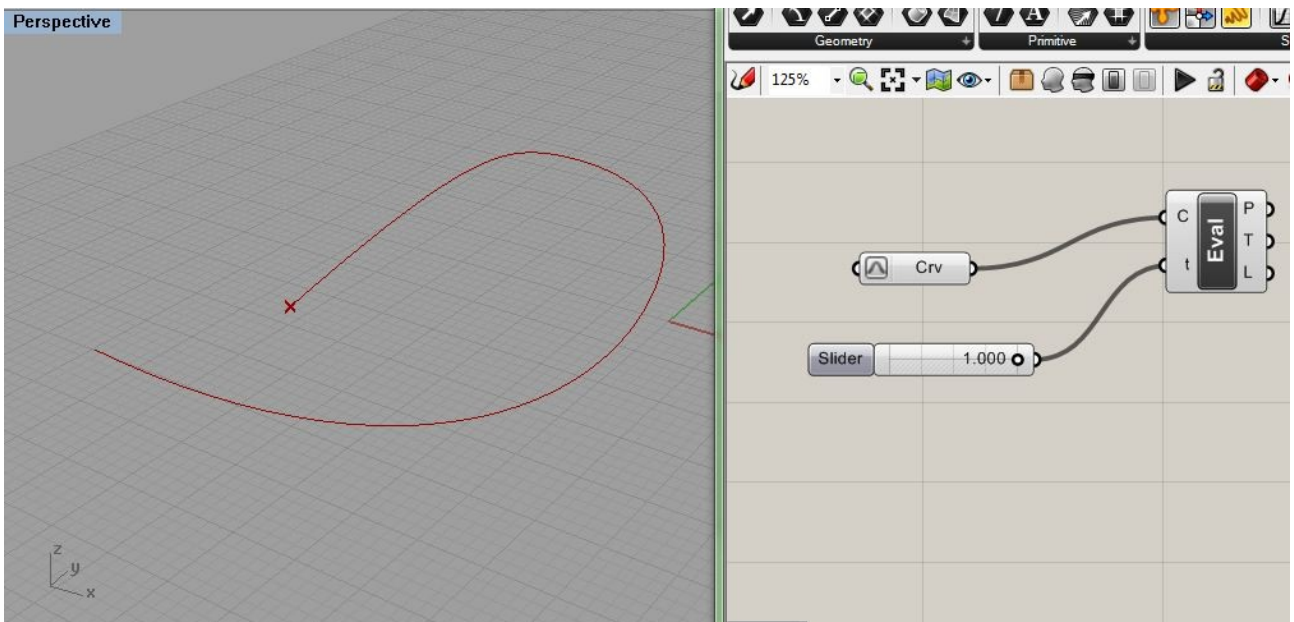 Perspective
Geometry
Primitive
125%
C
P
Eval
T
t
L
Crv
Slider
1.000
z
y
x